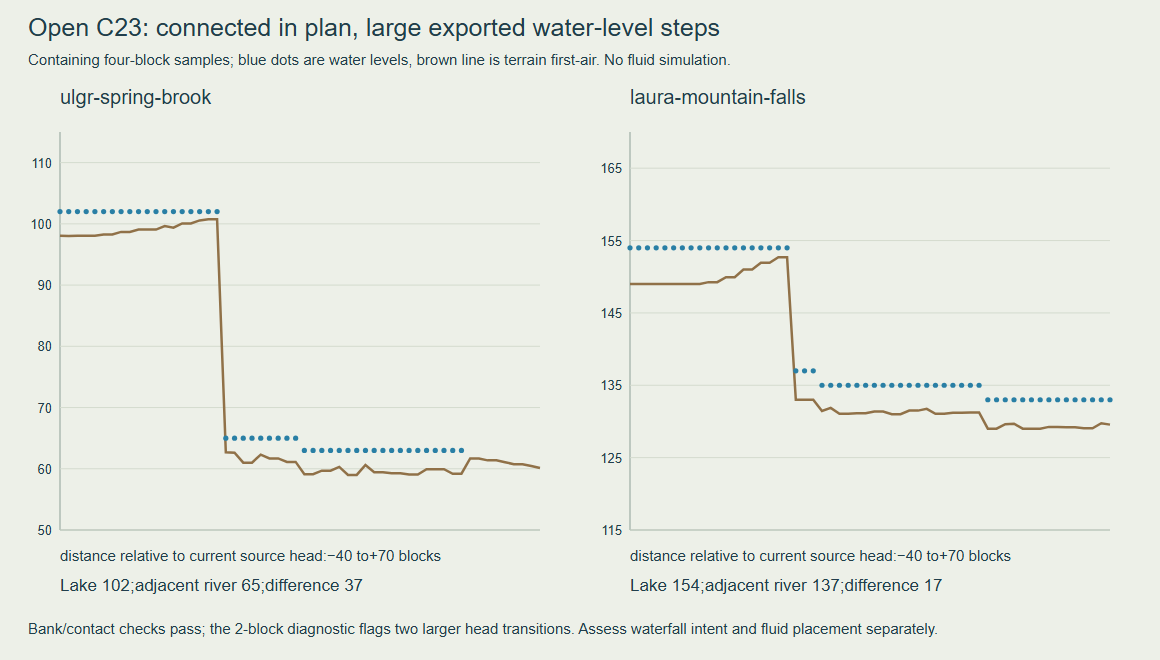 Open C23: connected in plan, large exported water-level steps
Containing four-block samples; blue dots are water levels, brown line is terrain first-air. No fluid simulation.
ulgr-spring-brook
110
100
90
80
70
60
50
distance relative to current source head:−40 to+70 blocks
Lake 102;adjacent river 65;difference 37
laura-mountain-falls
165
155
145
135
125
115
distance relative to current source head:−40 to+70 blocks
Lake 154;adjacent river 137;difference 17
Bank/contact checks pass; the 2-block diagnostic flags two larger head transitions. Assess waterfall intent and fluid placement separately.